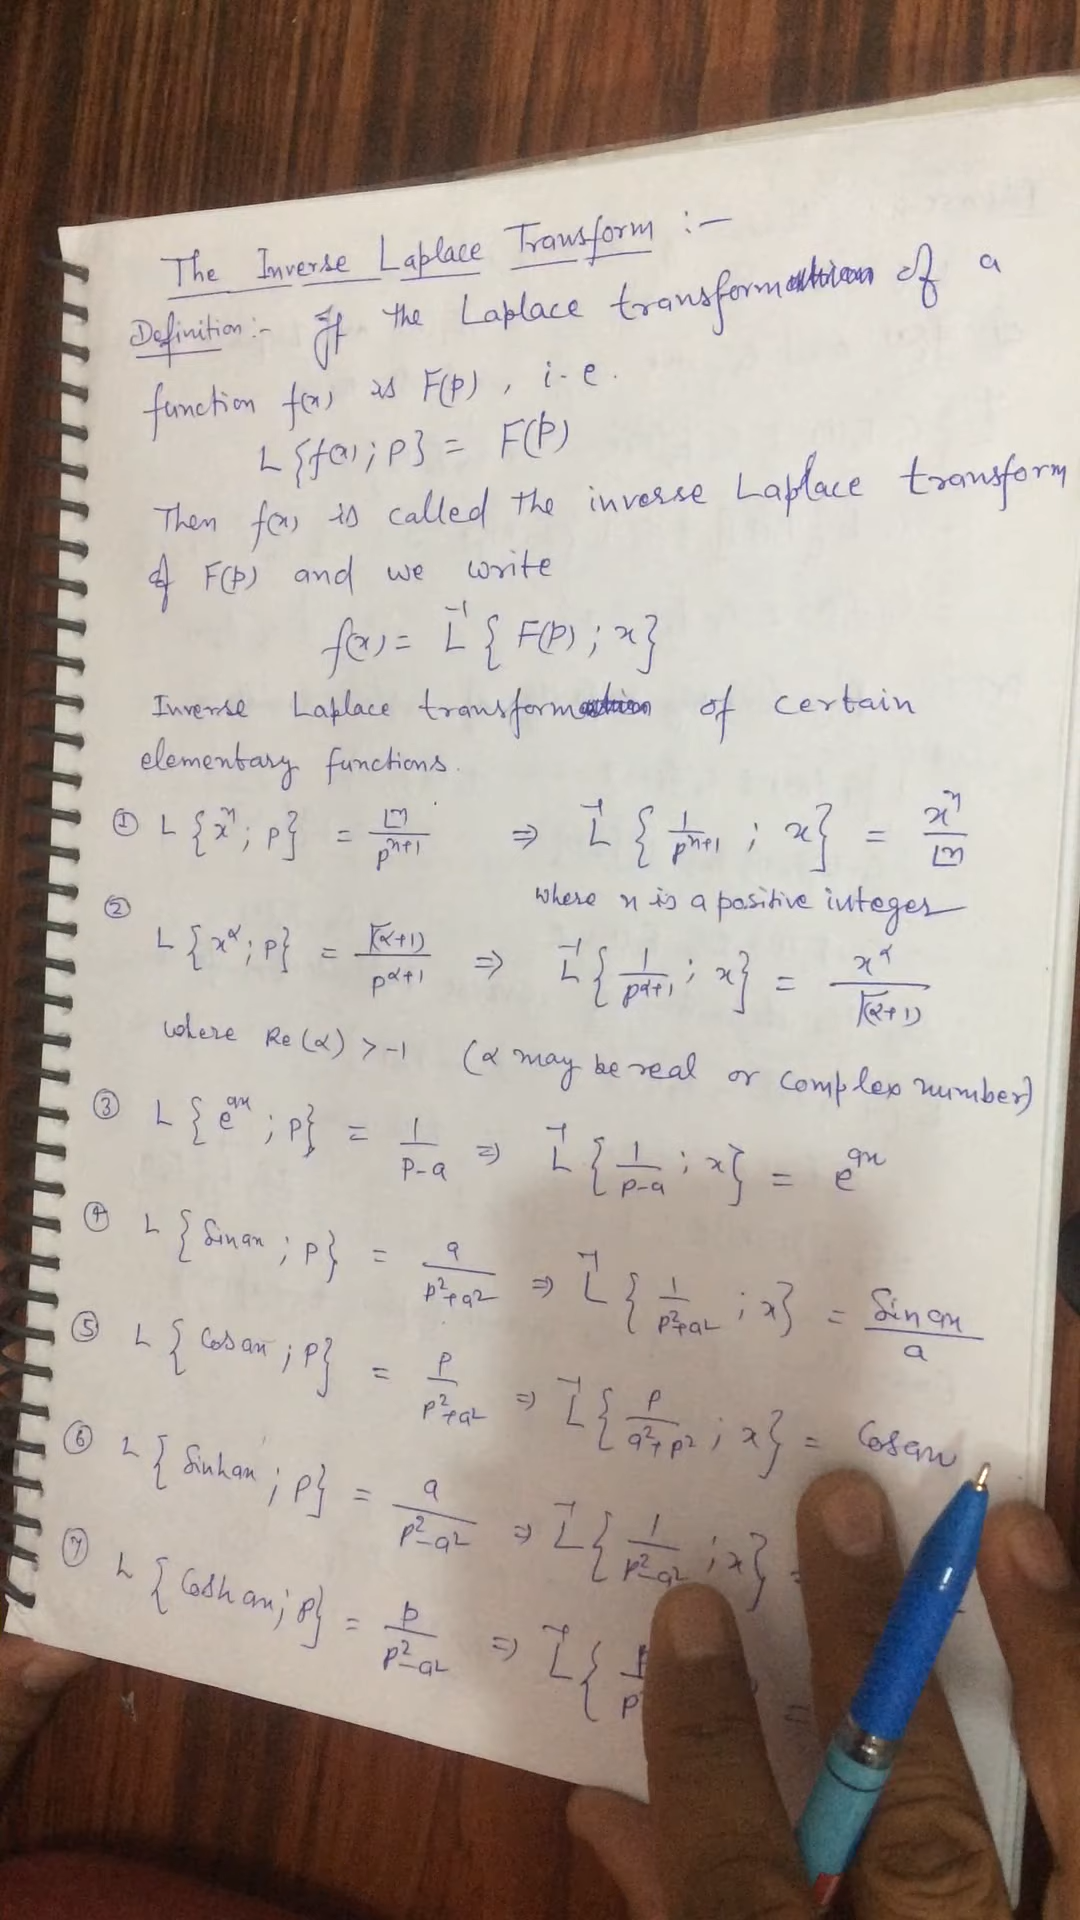 The Inverse Laplace Transform :-
Definition :- If the Laplace transform of a
function f(x) is F(p), i.e.
L{f(x); p} = F(p)
Then f(x) is called the inverse Laplace transform
of F(p) and we write
f(x) = L⁻¹{F(p); x}
Inverse Laplace transform of certain
elementary functions.
① L{xⁿ; p} = |n̲ / pⁿ⁺¹ ⇒ L⁻¹{1/pⁿ⁺¹; x} = xⁿ / |n̲
where n is a positive integer
② L{x^α; p} = Γ(α+1) / p^(α+1) ⇒ L⁻¹{1/p^(α+1); x} = x^α / Γ(α+1)
where Re(α) > -1 (α may be real or complex number)
③ L{e^(ax); p} = 1/(p-a) ⇒ L⁻¹{1/(p-a); x} = e^(ax)
④ L{Sin ax; p} = a/(p²+a²) ⇒ L⁻¹{1/(p²+a²); x} = Sin ax / a
⑤ L{Cos ax; p} = p/(p²+a²) ⇒ L⁻¹{p/(a²+p²); x} = Cos ax
⑥ L{Sinh ax; p} = a/(p²-a²) ⇒ L⁻¹{1/(p²-a²); x} =
⑦ L{Cosh ax; p} = p/(p²-a²) ⇒ L⁻¹{ =